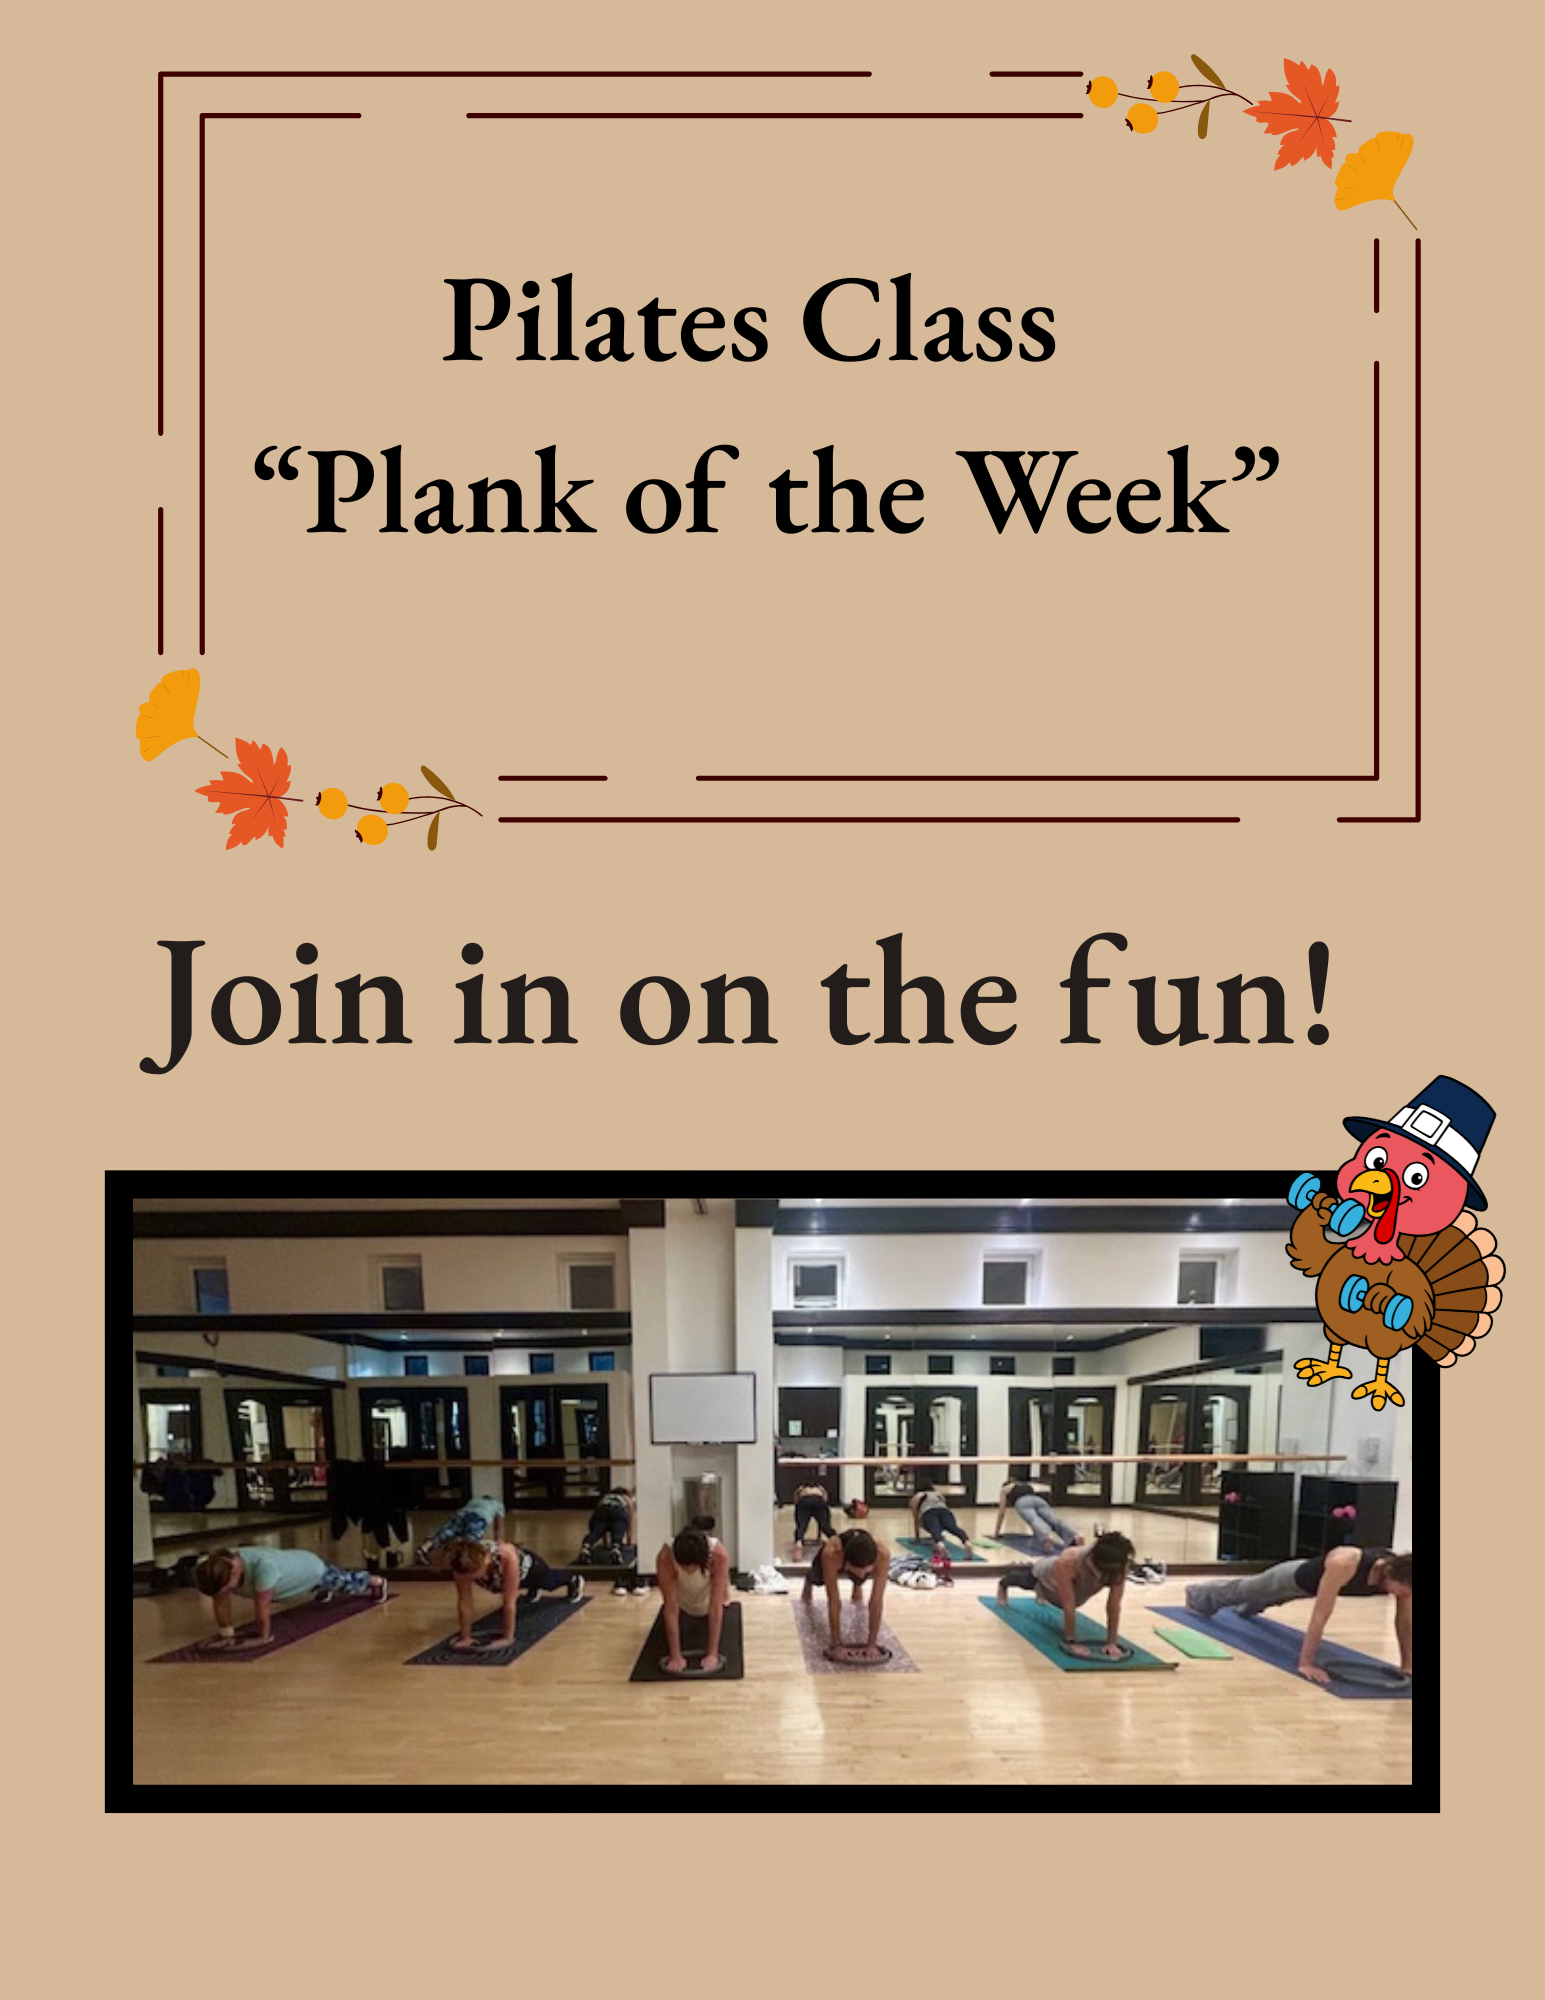 Pilates Class
“Plank of the Week”
Join in on the fun!